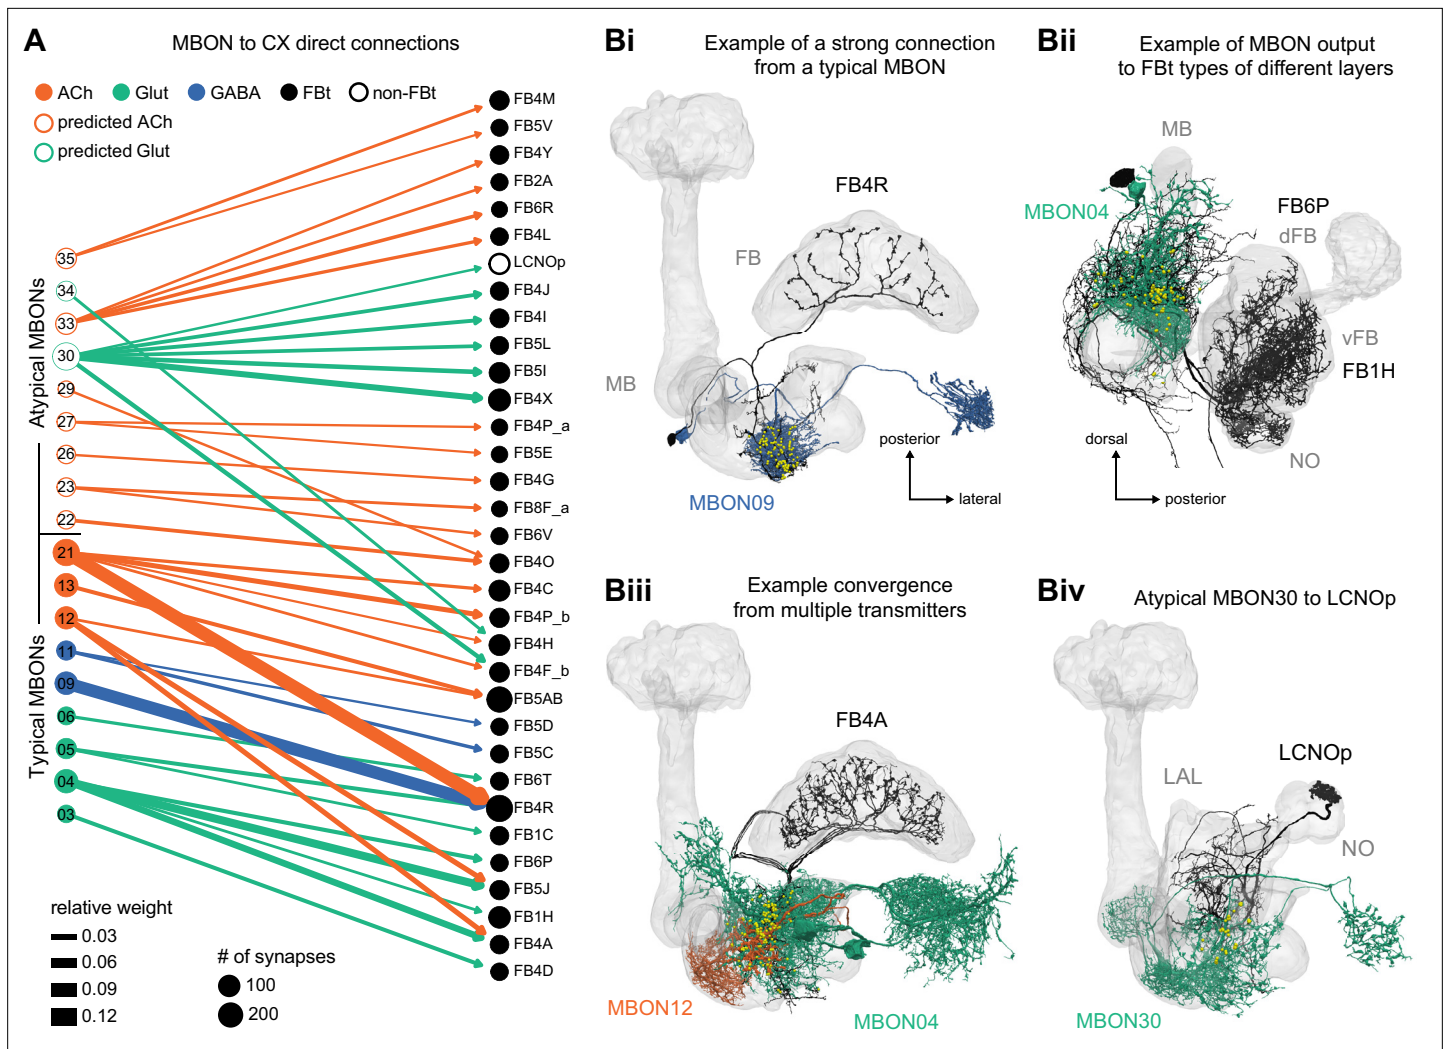 A
MBON to CX direct connections
ACh
Glut
GABA
FBt
non-FBt
predicted ACh
predicted Glut
Atypical MBONs
Typical MBONs
35
34
33
30
29
27
26
23
22
21
13
12
11
09
06
05
04
03
FB4M
FB5V
FB4Y
FB2A
FB6R
FB4L
LCNOp
FB4J
FB4I
FB5L
FB5I
FB4X
FB4P_a
FB5E
FB4G
FB8F_a
FB6V
FB4O
FB4C
FB4P_b
FB4H
FB4F_b
FB5AB
FB5D
FB5C
FB6T
FB4R
FB1C
FB6P
FB5J
FB1H
FB4A
FB4D
relative weight
0.03
0.06
0.09
0.12
# of synapses
100
200
Bi
Example of a strong connection
from a typical MBON
FB4R
FB
MB
MBON09
posterior
lateral
Bii
Example of MBON output
to FBt types of different layers
MB
MBON04
FB6P
dFB
vFB
FB1H
NO
dorsal
posterior
Biii
Example convergence
from multiple transmitters
FB4A
MBON12
MBON04
Biv
Atypical MBON30 to LCNOp
LCNOp
LAL
NO
MBON30